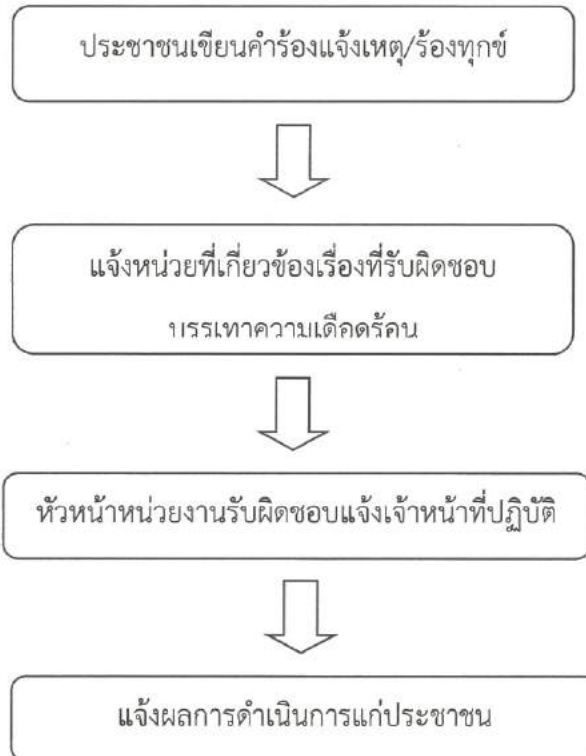 ประชาชนเขียนคำร้องแจ้งเหตุ/ร้องทุกข์
แจ้งหน่วยที่เกี่ยวข้องเรื่องที่รับผิดชอบ
บรรเทาความเดือดร้อน
หัวหน้าหน่วยงานรับผิดชอบแจ้งเจ้าหน้าที่ปฏิบัติ
แจ้งผลการดำเนินการแก่ประชาชน